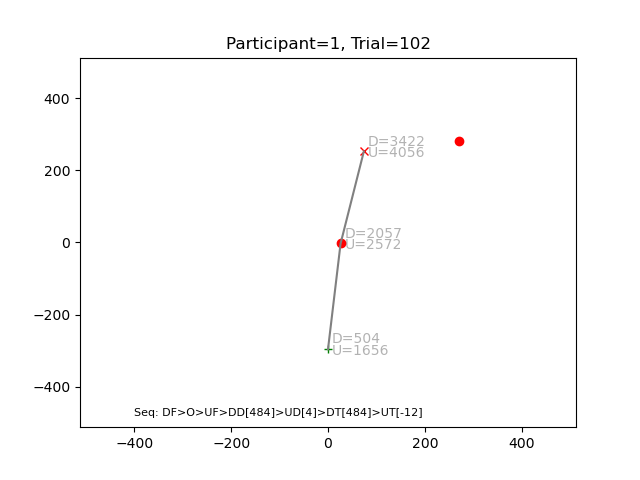 Participant=1, Trial=102
400
200
0
−200
−400
D=3422
U=4056
D=2057
U=2572
D=504
U=1656
Seq: DF>O>UF>DD[484]>UD[4]>DT[484]>UT[-12]
−400 −200 0 200 400